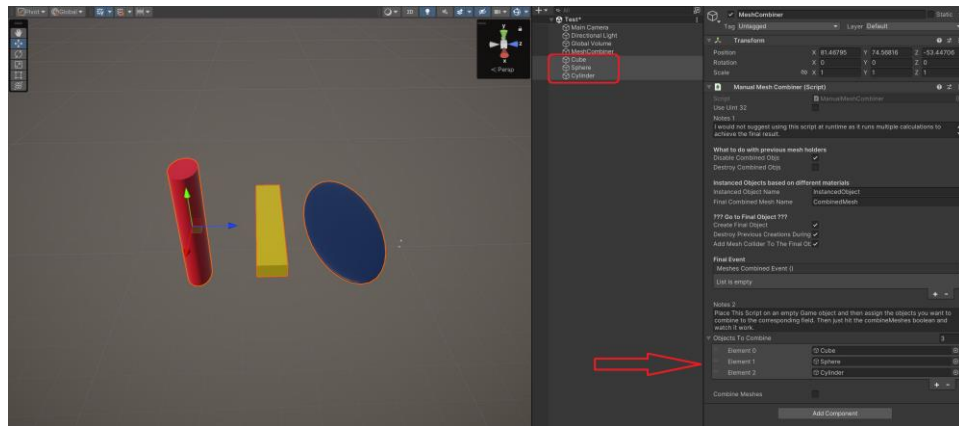 Pivot
Global
2D
Y
Z
X
< Persp
All
Test*
Main Camera
Directional Light
Global Volume
MeshCombiner
Cube
Sphere
Cylinder
MeshCombiner
Static
Tag Untagged
Layer Default
Transform
Position X 61.46795 Y 74.56816 Z -53.44706
Rotation X 0 Y 0 Z 0
Scale X 1 Y 1 Z 1
Manual Mesh Combiner (Script)
Script ManualMeshCombiner
Use Uint 32
Notes 1
I would not suggest using this script at runtime as it runs multiple calculations to
achieve the final result.
What to do with previous mesh holders
Disable Combined Objs
Destroy Combined Objs
Instanced Objects based on different materials
Instanced Object Name InstancedObject
Final Combined Mesh Name CombinedMesh
??? Go to Final Object ???
Create Final Object
Destroy Previous Creations During
Add Mesh Collider To The Final Ob
Final Event
Meshes Combined Event ()
List is empty
+ -
Notes 2
Place This Script on an empty Game object and then assign the objects you want to
combine to the corresponding field. Then just hit the combineMeshes boolean and
watch it work.
Objects To Combine 3
Element 0 Cube
Element 1 Sphere
Element 2 Cylinder
+ -
Combine Meshes
Add Component